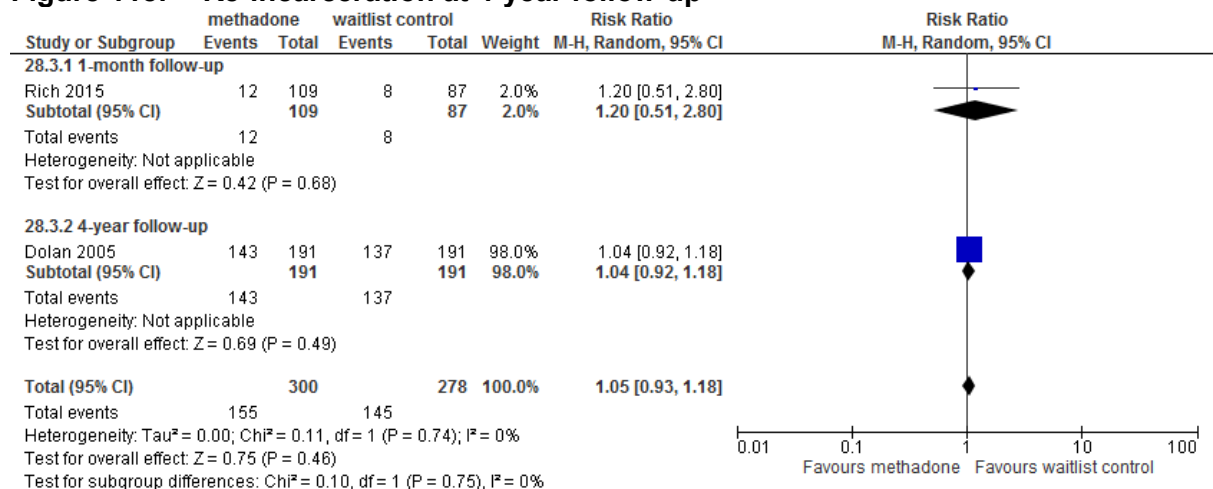 Figure Re-incarceration at 4-year follow-up
methadone waitlist control Risk Ratio Risk Ratio
Study or Subgroup Events Total Events Total Weight M-H, Random, 95% CI M-H, Random, 95% CI
28.3.1 1-month follow-up
Rich 2015 12 109 8 87 2.0% 1.20 [0.51, 2.80]
Subtotal (95% CI) 109 87 2.0% 1.20 [0.51, 2.80]
Total events 12 8
Heterogeneity: Not applicable
Test for overall effect: Z = 0.42 (P = 0.68)
28.3.2 4-year follow-up
Dolan 2005 143 191 137 191 98.0% 1.04 [0.92, 1.18]
Subtotal (95% CI) 191 191 98.0% 1.04 [0.92, 1.18]
Total events 143 137
Heterogeneity: Not applicable
Test for overall effect: Z = 0.69 (P = 0.49)
Total (95% CI) 300 278 100.0% 1.05 [0.93, 1.18]
Total events 155 145
Heterogeneity: Tau² = 0.00; Chi² = 0.11, df = 1 (P = 0.74); I² = 0%
Test for overall effect: Z = 0.75 (P = 0.46)
Test for subgroup differences: Chi² = 0.10, df = 1 (P = 0.75), I² = 0%
0.01 0.1 1 10 100
Favours methadone Favours waitlist control